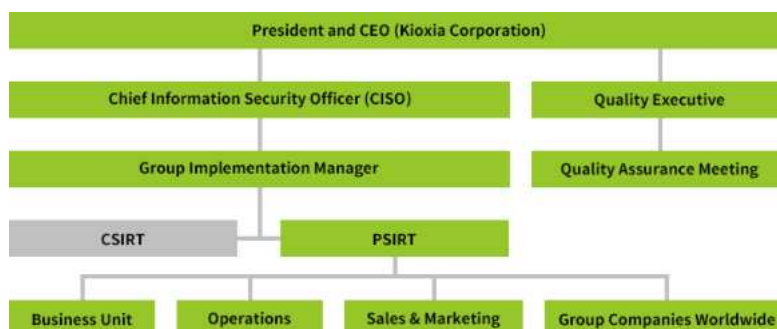 President and CEO (Kioxia Corporation)
Chief Information Security Officer (CISO)
Quality Executive
Group Implementation Manager
Quality Assurance Meeting
CSIRT
PSIRT
Business Unit
Operations
Sales & Marketing
Group Companies Worldwide